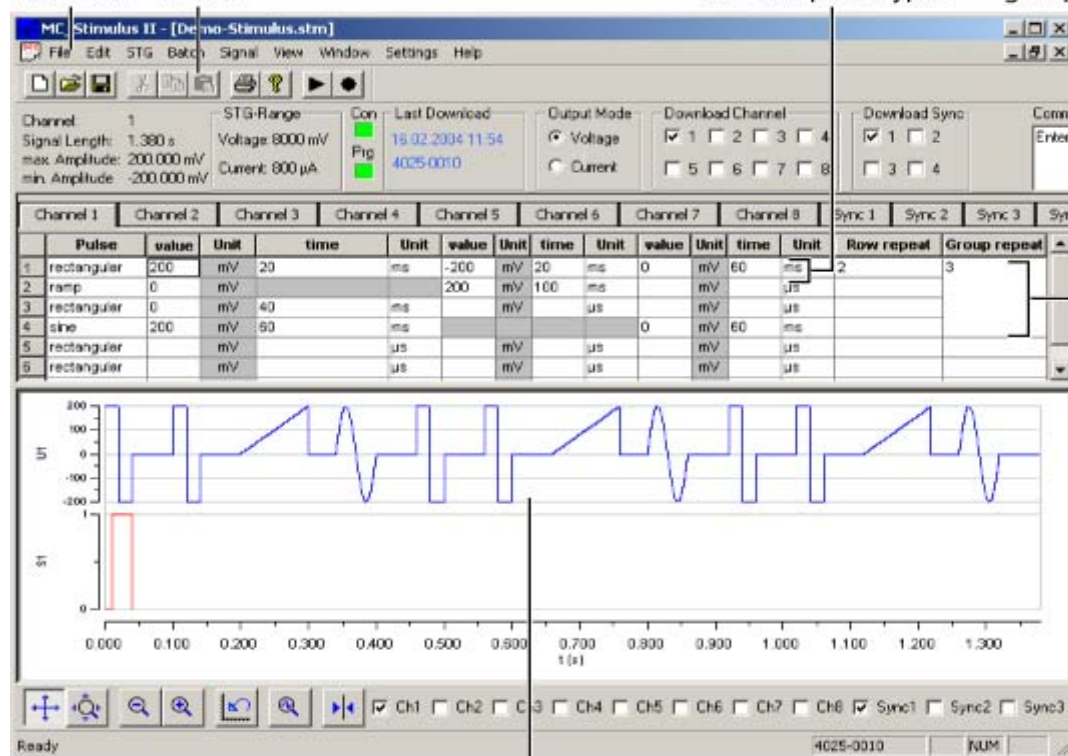 MC_Stimulus II - [Demo-Stimulus.stm]
File Edit STG Batch Signal View Window Settings Help
Channel: 1
Signal Length: 1.380 s
max. Amplitude: 200.000 mV
min. Amplitude -200.000 mV
STG-Range
Voltage: 8000 mV
Current: 800 µA
Con
Prg
Last Download
16.02.2004 11:54
4025-0010
Output Mode
Voltage
Current
Download Channel
1 2 3 4
5 6 7 8
Download Sync
1 2
3 4
Channel 1 Channel 2 Channel 3 Channel 4 Channel 5 Channel 6 Channel 7 Channel 8 Sync 1 Sync 2 Sync 3
Pulse value Unit time Unit value Unit time Unit value Unit time Unit Row repeat Group repeat
1 rectangular 200 mV 20 ms -200 mV 20 ms 0 mV 60 ms 2 3
2 ramp 0 mV 200 mV 100 ms mV µs
3 rectangular 0 mV 40 ms mV µs mV µs
4 sine 200 mV 60 ms 0 mV 60 ms
5 rectangular mV µs mV µs mV µs
6 rectangular mV µs mV µs mV µs
200
100
0
-100
-200
U1
1
0
S1
0.000 0.100 0.200 0.300 0.400 0.500 0.600 0.700 0.800 0.900 1.000 1.100 1.200 1.300
t (s)
Ch1 Ch2 Ch3 Ch4 Ch5 Ch6 Ch7 Ch8 Sync1 Sync2 Sync3
Ready 4025-0010 NUM